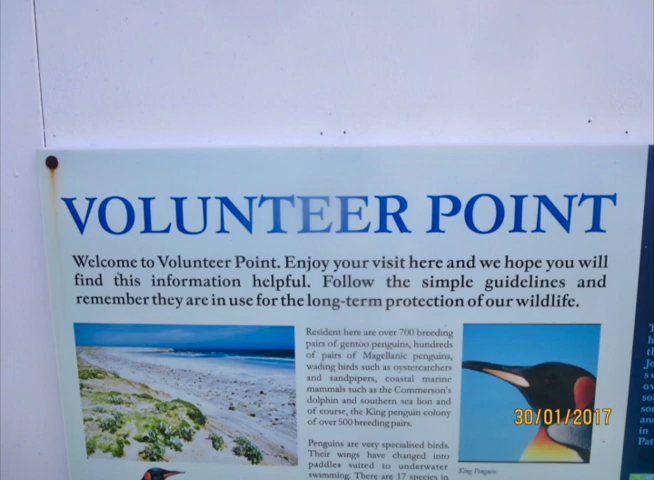 VOLUNTEER POINT
Welcome to Volunteer Point. Enjoy your visit here and we hope you will
find this information helpful. Follow the simple guidelines and
remember they are in use for the long-term protection of our wildlife.
Resident here are over 700 breeding
pairs of gentoo penguins, hundreds
of pairs of Magellanic penguins,
wading birds such as oystercatchers
and sandpipers, coastal marine
mammals such as the Commerson's
dolphin and southern sea lion and
of course, the King penguin colony
of over 500 breeding pairs.
Penguins are very specialised birds.
Their wings have changed into
paddles suited to underwater
swimming. There are 17 species in
30/01/2017
King Penguin